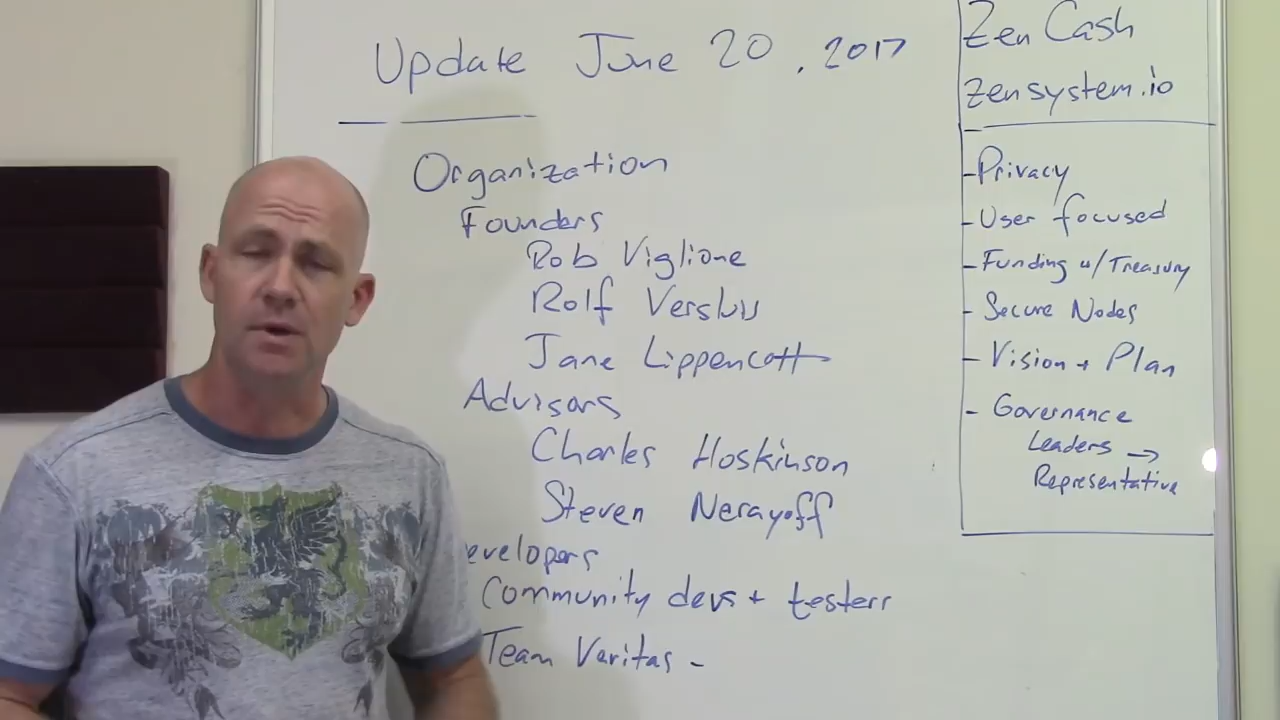 Update June 20, 2017
Organization
Founders
Rob Viglione
Rolf Versluis
Jane Lippencott
Advisors
Charles Hoskinson
Steven Nerayoff
evelopers
Community devs + testers
Team Veritas -
Zen Cash
Zensystem.io
- Privacy
- User focused
- Funding w/ Treasury
- Secure Nodes
- Vision + Plan
- Governance
Leaders →
Representative